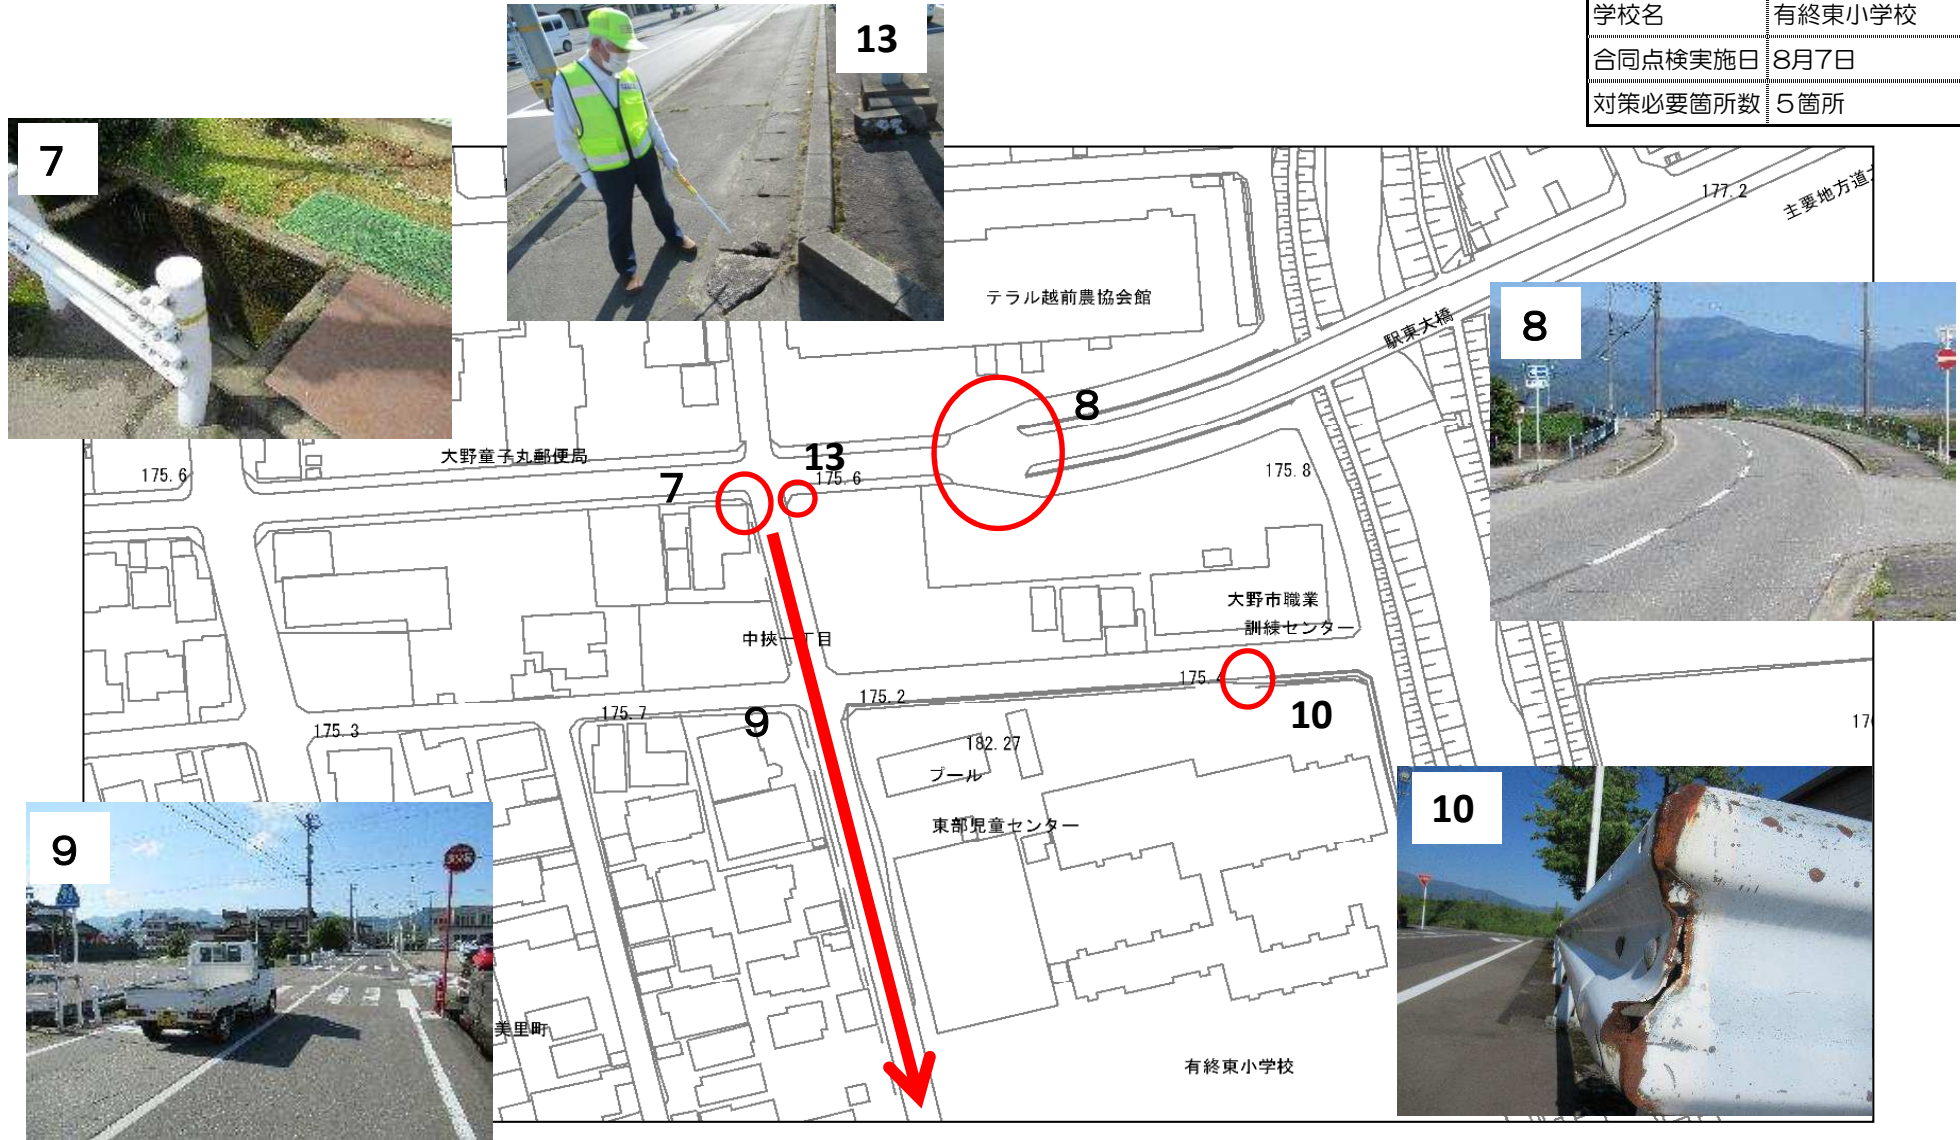 学校名 有終東小学校
合同点検実施日 8月7日
対策必要箇所数 5箇所
13
7
177.2
主要地方道
テラル越前農協会館
駅東大橋
8
8
大野童子丸郵便局
13
175.6
175.6
7
175.8
大野市職業
訓練センター
中挾一丁目
175.4
175.2
10
175.7
9
175.3
182.27
プール
東部児童センター
10
9
美里町
有終東小学校